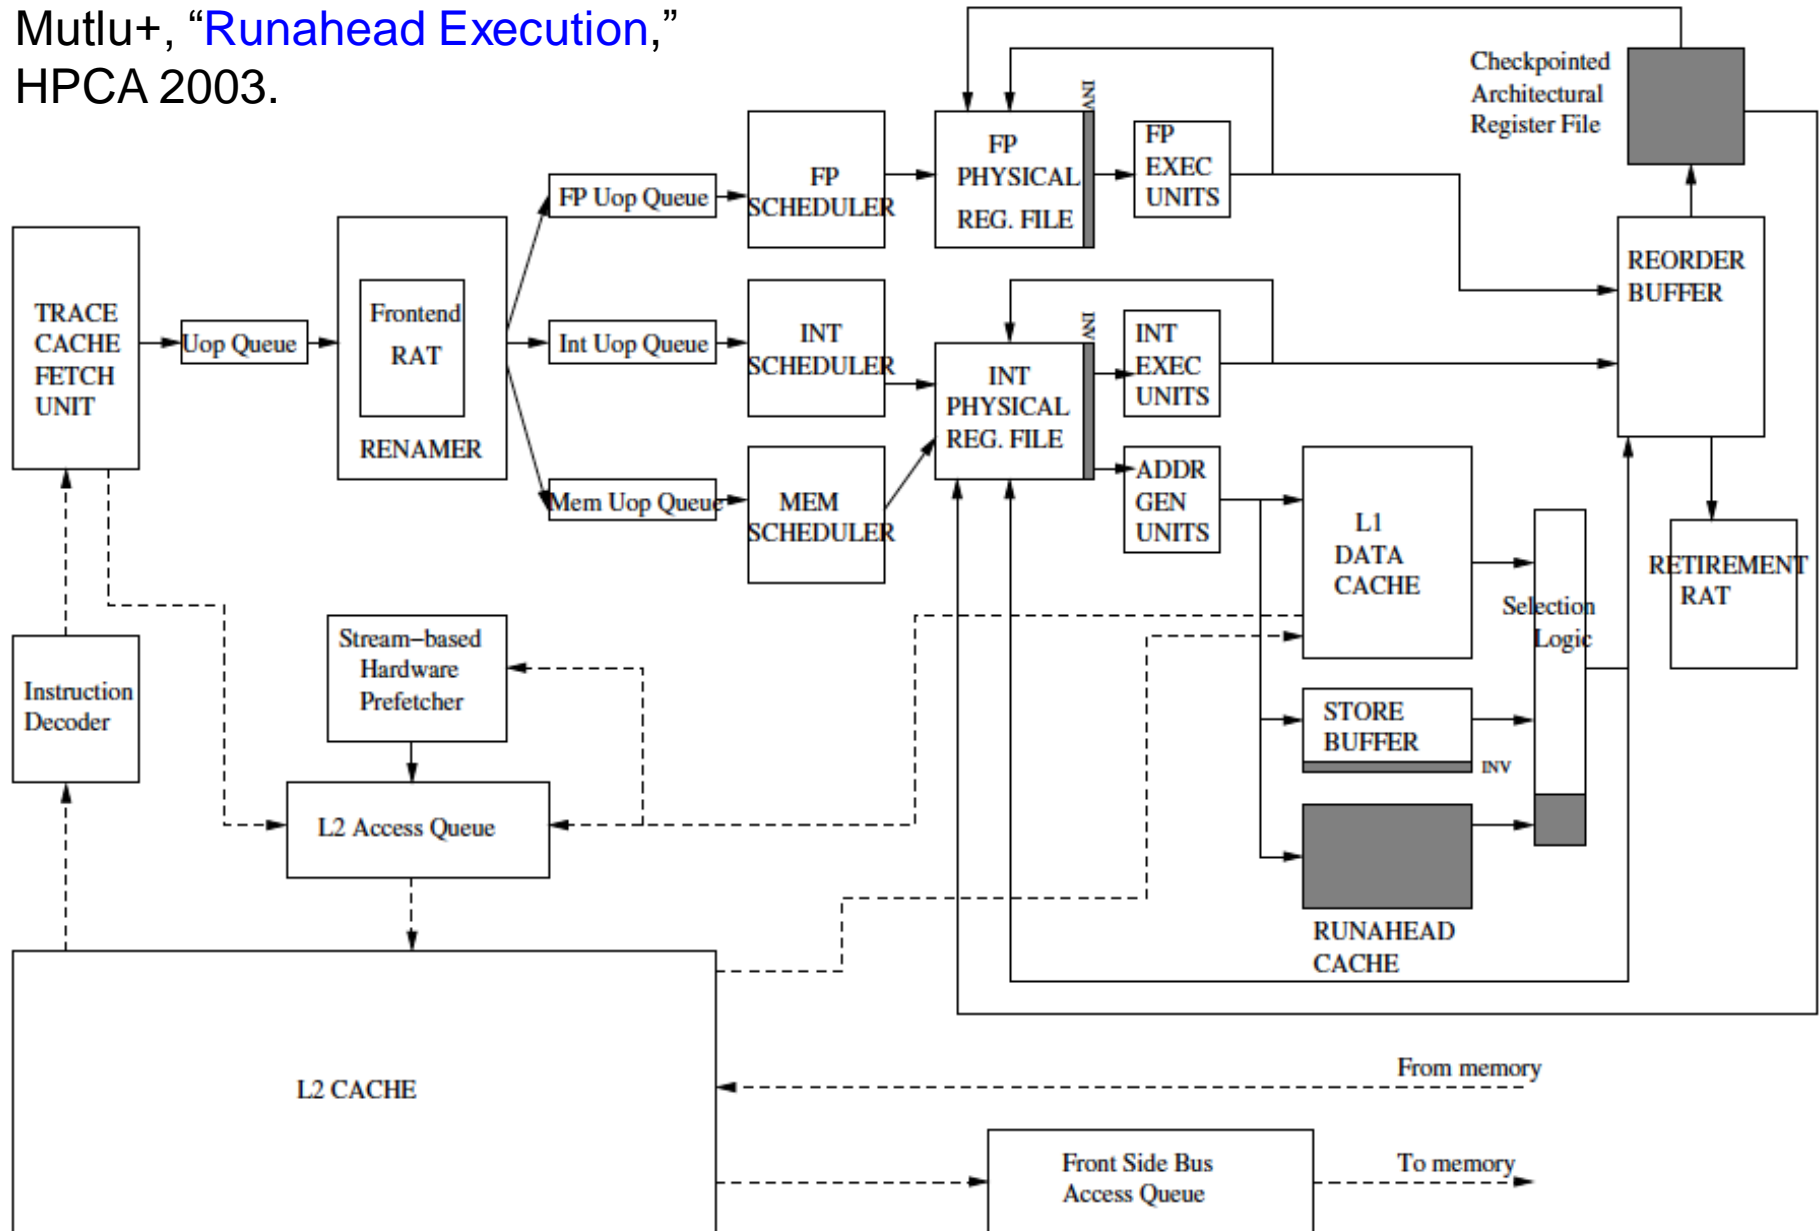 Mutlu+, “Runahead Execution,”
HPCA 2003.
Checkpointed
Architectural
Register File
INV
FP
PHYSICAL
REG. FILE
FP
EXEC
UNITS
FP Uop Queue
FP
SCHEDULER
REORDER
BUFFER
TRACE
CACHE
FETCH
UNIT
Uop Queue
Frontend
RAT
RENAMER
Int Uop Queue
INT
SCHEDULER
INV
INT
PHYSICAL
REG. FILE
INT
EXEC
UNITS
Mem Uop Queue
MEM
SCHEDULER
ADDR
GEN
UNITS
L1
DATA
CACHE
RETIREMENT
RAT
Selection
Logic
Instruction
Decoder
Stream−based
Hardware
Prefetcher
STORE
BUFFER
INV
L2 Access Queue
RUNAHEAD
CACHE
L2 CACHE
From memory
Front Side Bus
Access Queue
To memory